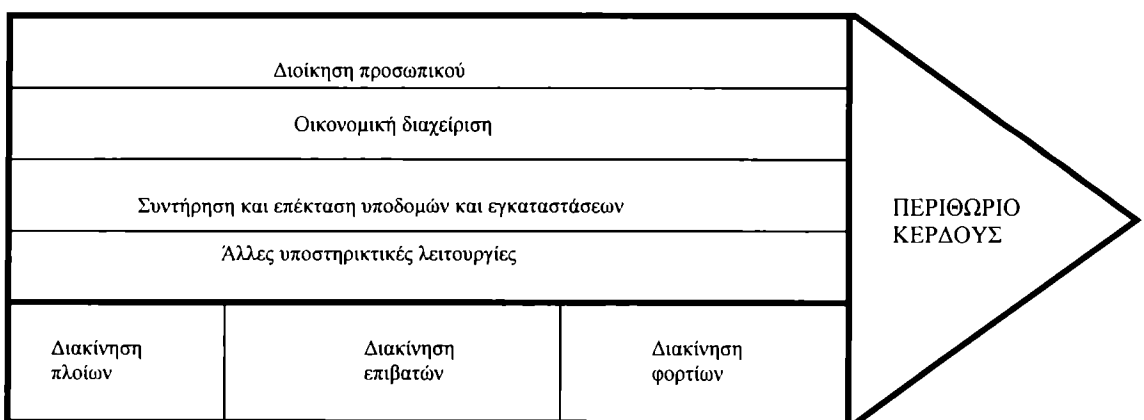 Διοίκηση προσωπικού
Οικονομική διαχείριση
Συντήρηση και επέκταση υποδομών και εγκαταστάσεων
Άλλες υποστηρικτικές λειτουργίες
ΠΕΡΙΘΩΡΙΟ
ΚΕΡΔΟΥΣ
Διακίνηση
πλοίων
Διακίνηση
επιβατών
Διακίνηση
φορτίων